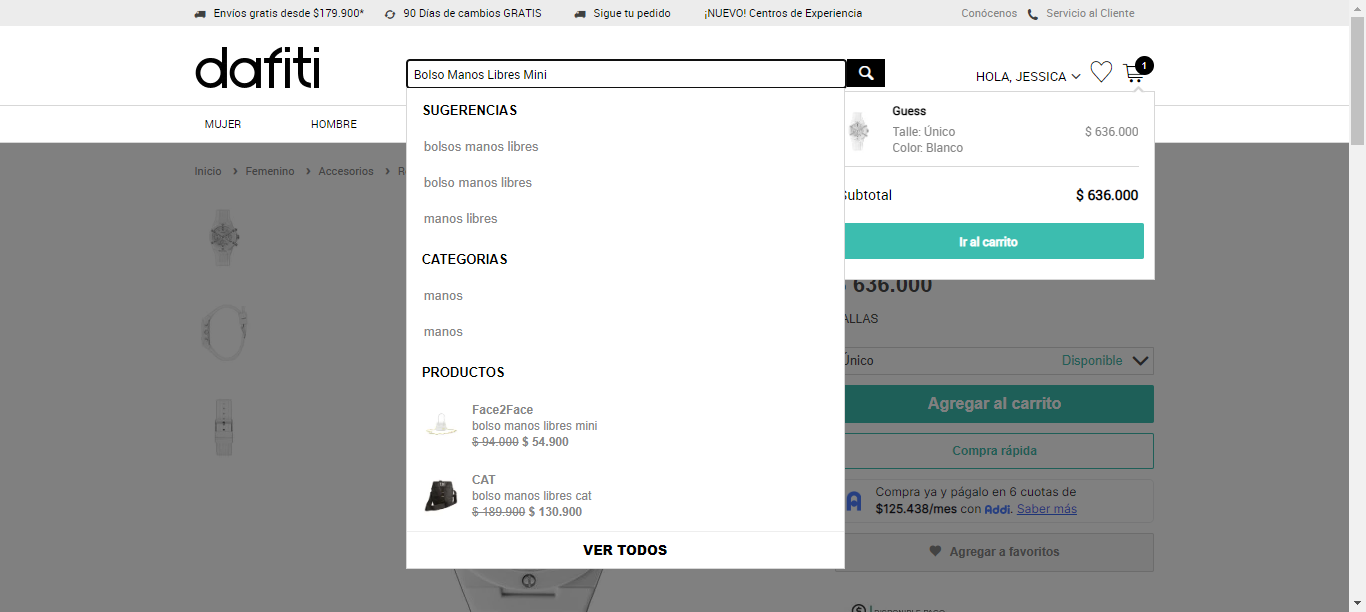 Envíos gratis desde $179.900*
90 Días de cambios GRATIS
Sigue tu pedido
¡NUEVO! Centros de Experiencia
Conócenos
Servicio al Cliente
dafiti
Bolso Manos Libres Mini
HOLA, JESSICA
1
MUJER
HOMBRE
SUGERENCIAS
bolsos manos libres
bolso manos libres
manos libres
CATEGORIAS
manos
manos
PRODUCTOS
Face2Face
bolso manos libres mini
$ 94.000 $ 54.900
CAT
bolso manos libres cat
$ 189.900 $ 130.900
VER TODOS
Guess
Talle: Único
$ 636.000
Color: Blanco
Subtotal
$ 636.000
Ir al carrito
Inicio > Femenino > Accesorios > R
$ 636.000
ALLAS
Único
Disponible
Agregar al carrito
Compra rápida
Compra ya y págalo en 6 cuotas de
$125.438/mes con Addi. Saber más
Agregar a favoritos